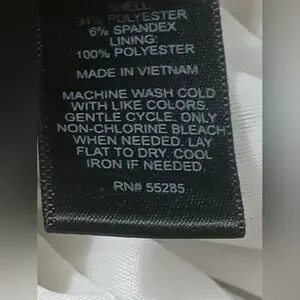 SHELL:
94% POLYESTER
6% SPANDEX
LINING:
100% POLYESTER
MADE IN VIETNAM
MACHINE WASH COLD
WITH LIKE COLORS.
GENTLE CYCLE. ONLY
NON-CHLORINE BLEACH
WHEN NEEDED. LAY
FLAT TO DRY. COOL
IRON IF NEEDED.
RN# 55285